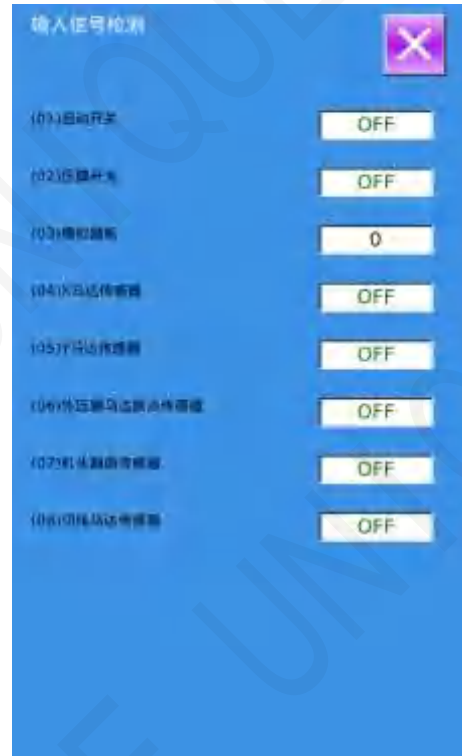 输入信号检测
(01)启动开关
OFF
(02)压脚开关
OFF
(03)模拟踏板
0
(04)X马达传感器
OFF
(05)Y马达传感器
OFF
(06)外压脚马达原点传感器
OFF
(07)机头翻倒传感器
OFF
(08)切线马达传感器
OFF